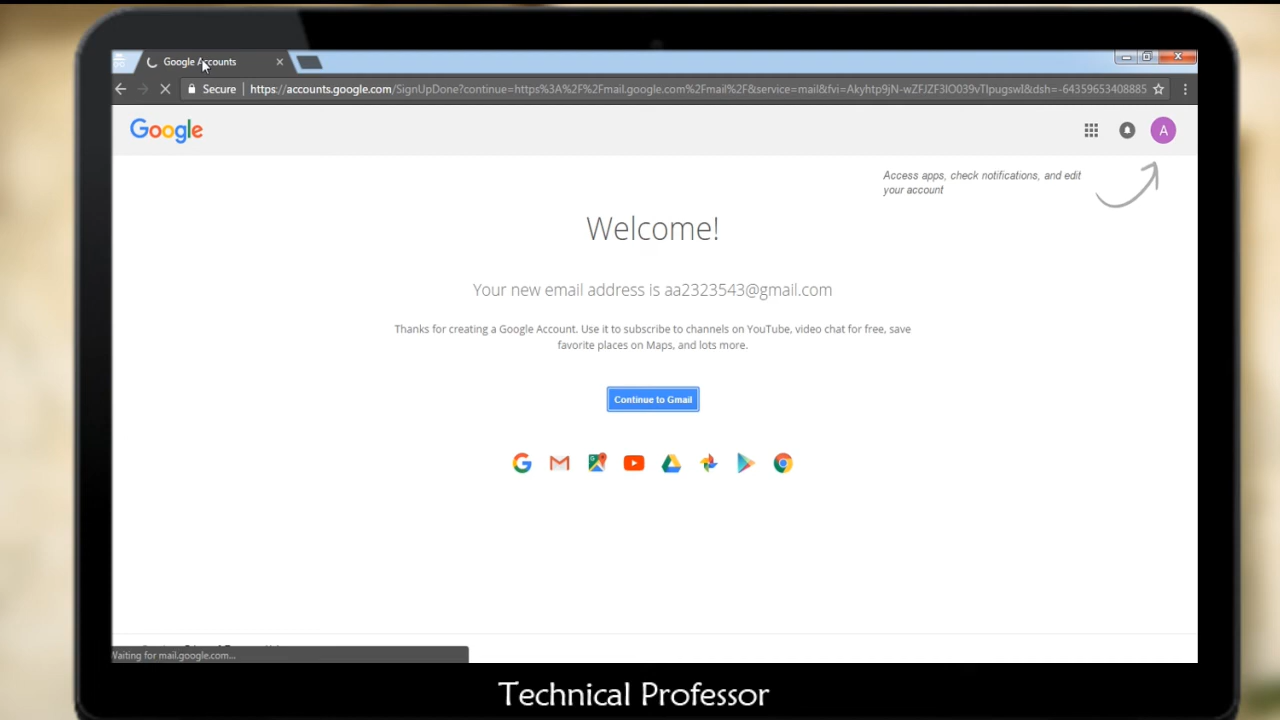 Google Accounts
Secure | https://accounts.google.com/SignUpDone?continue=https%3A%2F%2Fmail.google.com%2Fmail%2F&service=mail&fvi=Akyhtp9jN-wZFJZF3IO039vTIpugswI&dsh=-64359653408885
Google
A
Access apps, check notifications, and edit
your account
Welcome!
Your new email address is aa2323543@gmail.com
Thanks for creating a Google Account. Use it to subscribe to channels on YouTube, video chat for free, save
favorite places on Maps, and lots more.
Continue to Gmail
Waiting for mail.google.com...
Technical Professor